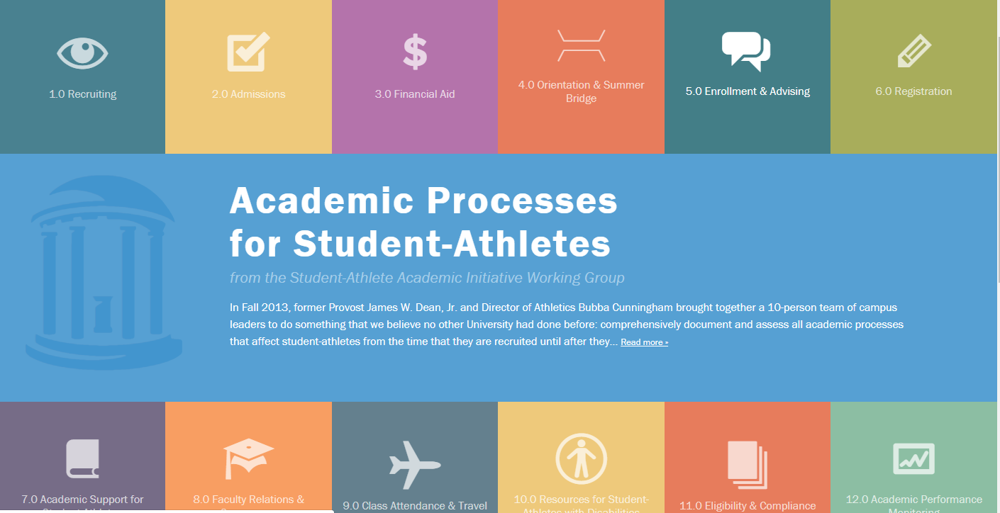 1.0 Recruiting
2.0 Admissions
3.0 Financial Aid
4.0 Orientation & Summer
Bridge
5.0 Enrollment & Advising
6.0 Registration
Academic Processes
for Student-Athletes
from the Student-Athlete Academic Initiative Working Group
In Fall 2013, former Provost James W. Dean, Jr. and Director of Athletics Bubba Cunningham brought together a 10-person team of campus
leaders to do something that we believe no other University had done before: comprehensively document and assess all academic processes
that affect student-athletes from the time that they are recruited until after they... Read more »
7.0 Academic Support for
8.0 Faculty Relations &
9.0 Class Attendance & Travel
10.0 Resources for Student-
Athletes with Disabilities
11.0 Eligibility & Compliance
12.0 Academic Performance
Monitoring